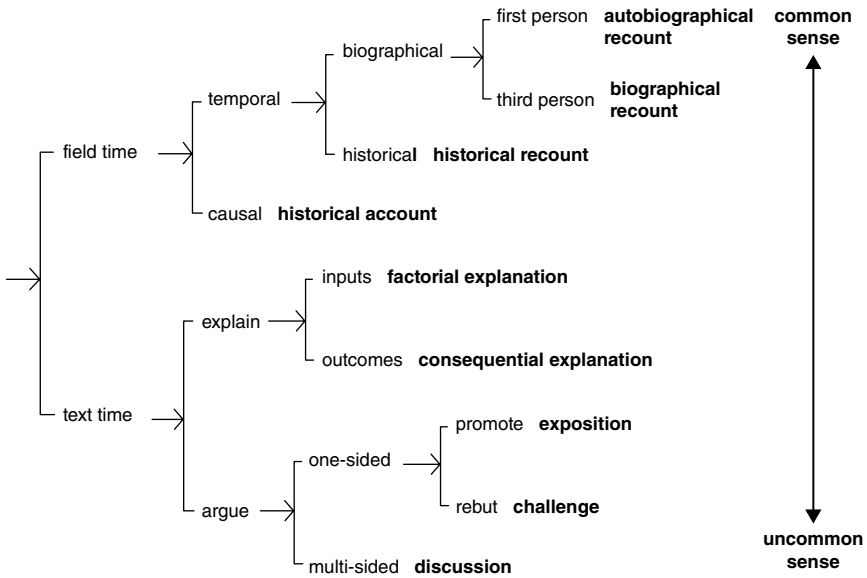 first person autobiographical common
recount sense
biographical
temporal third person biographical
recount
field time historical historical recount
causal historical account
inputs factorial explanation
explain
outcomes consequential explanation
text time promote exposition
one-sided
argue rebut challenge
uncommon
multi-sided discussion sense